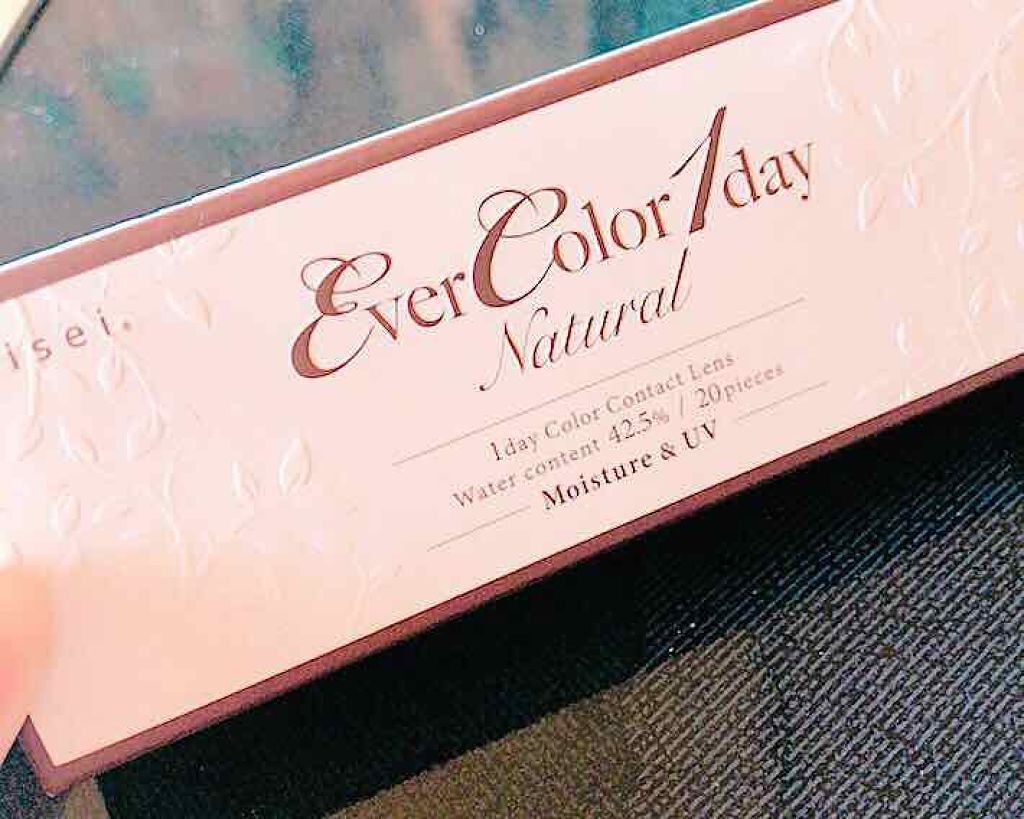 isei.
EverColor1day
Natural
1day Color Contact Lens
Water content 42.5% / 20pieces
Moisture & UV